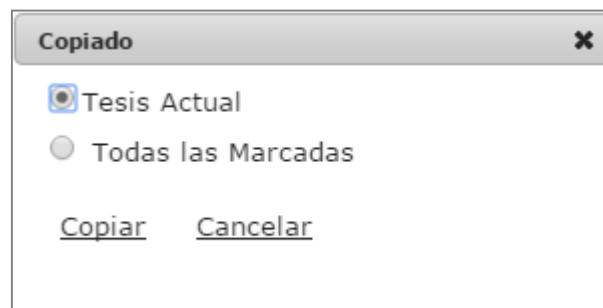 Copiado
Tesis Actual
Todas las Marcadas
Copiar Cancelar